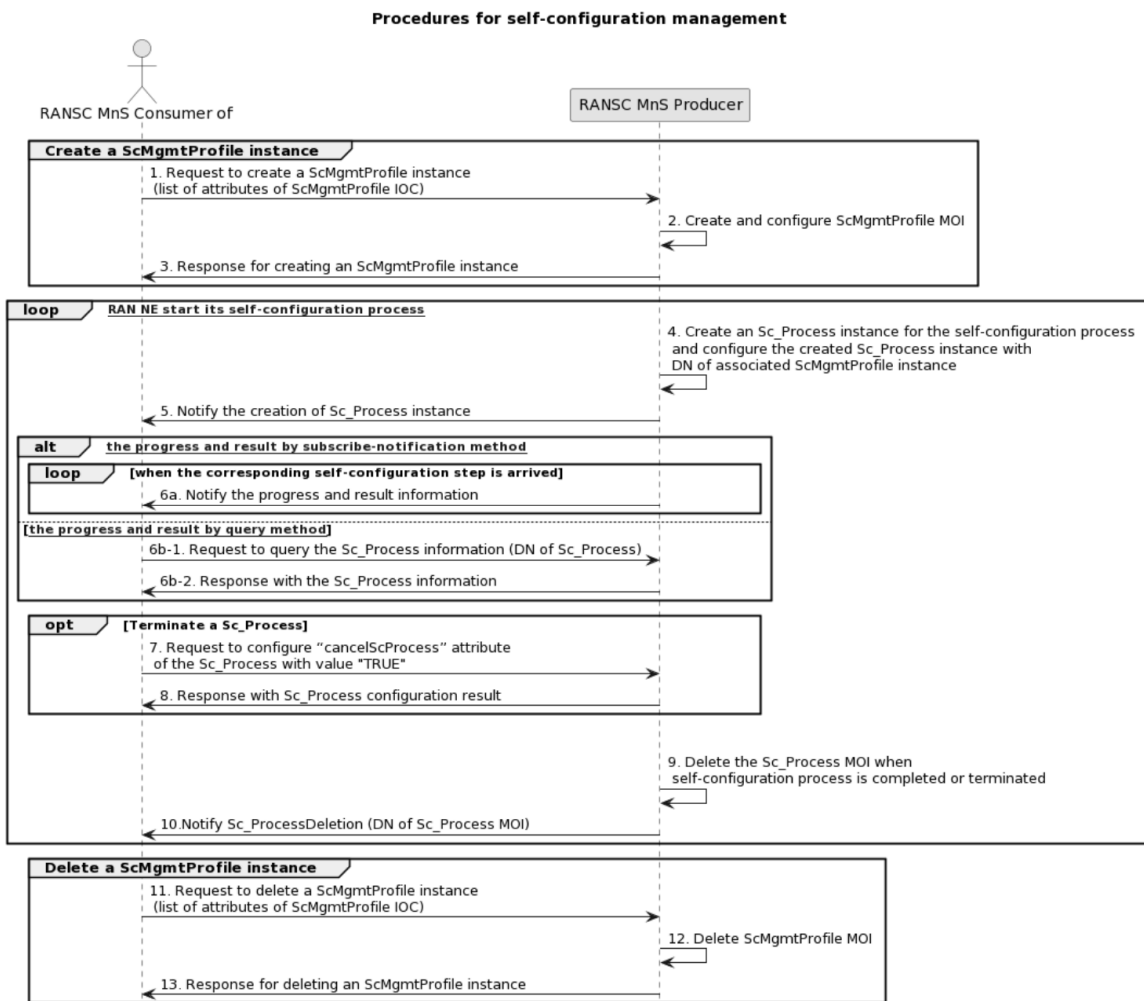 Procedures for self-configuration management
RANSC MnS Consumer of
RANSC MnS Producer
Create a ScMgmtProfile instance
1. Request to create a ScMgmtProfile instance
(list of attributes of ScMgmtProfile IOC)
2. Create and configure ScMgmtProfile MOI
3. Response for creating an ScMgmtProfile instance
loop RAN NE start its self-configuration process
4. Create an Sc_Process instance for the self-configuration process
and configure the created Sc_Process instance with
DN of associated ScMgmtProfile instance
5. Notify the creation of Sc_Process instance
alt the progress and result by subscribe-notification method
loop [when the corresponding self-configuration step is arrived]
6a. Notify the progress and result information
[the progress and result by query method]
6b-1. Request to query the Sc_Process information (DN of Sc_Process)
6b-2. Response with the Sc_Process information
opt [Terminate a Sc_Process]
7. Request to configure “cancelScProcess” attribute
of the Sc_Process with value "TRUE"
8. Response with Sc_Process configuration result
9. Delete the Sc_Process MOI when
self-configuration process is completed or terminated
10.Notify Sc_ProcessDeletion (DN of Sc_Process MOI)
Delete a ScMgmtProfile instance
11. Request to delete a ScMgmtProfile instance
(list of attributes of ScMgmtProfile IOC)
12. Delete ScMgmtProfile MOI
13. Response for deleting an ScMgmtProfile instance